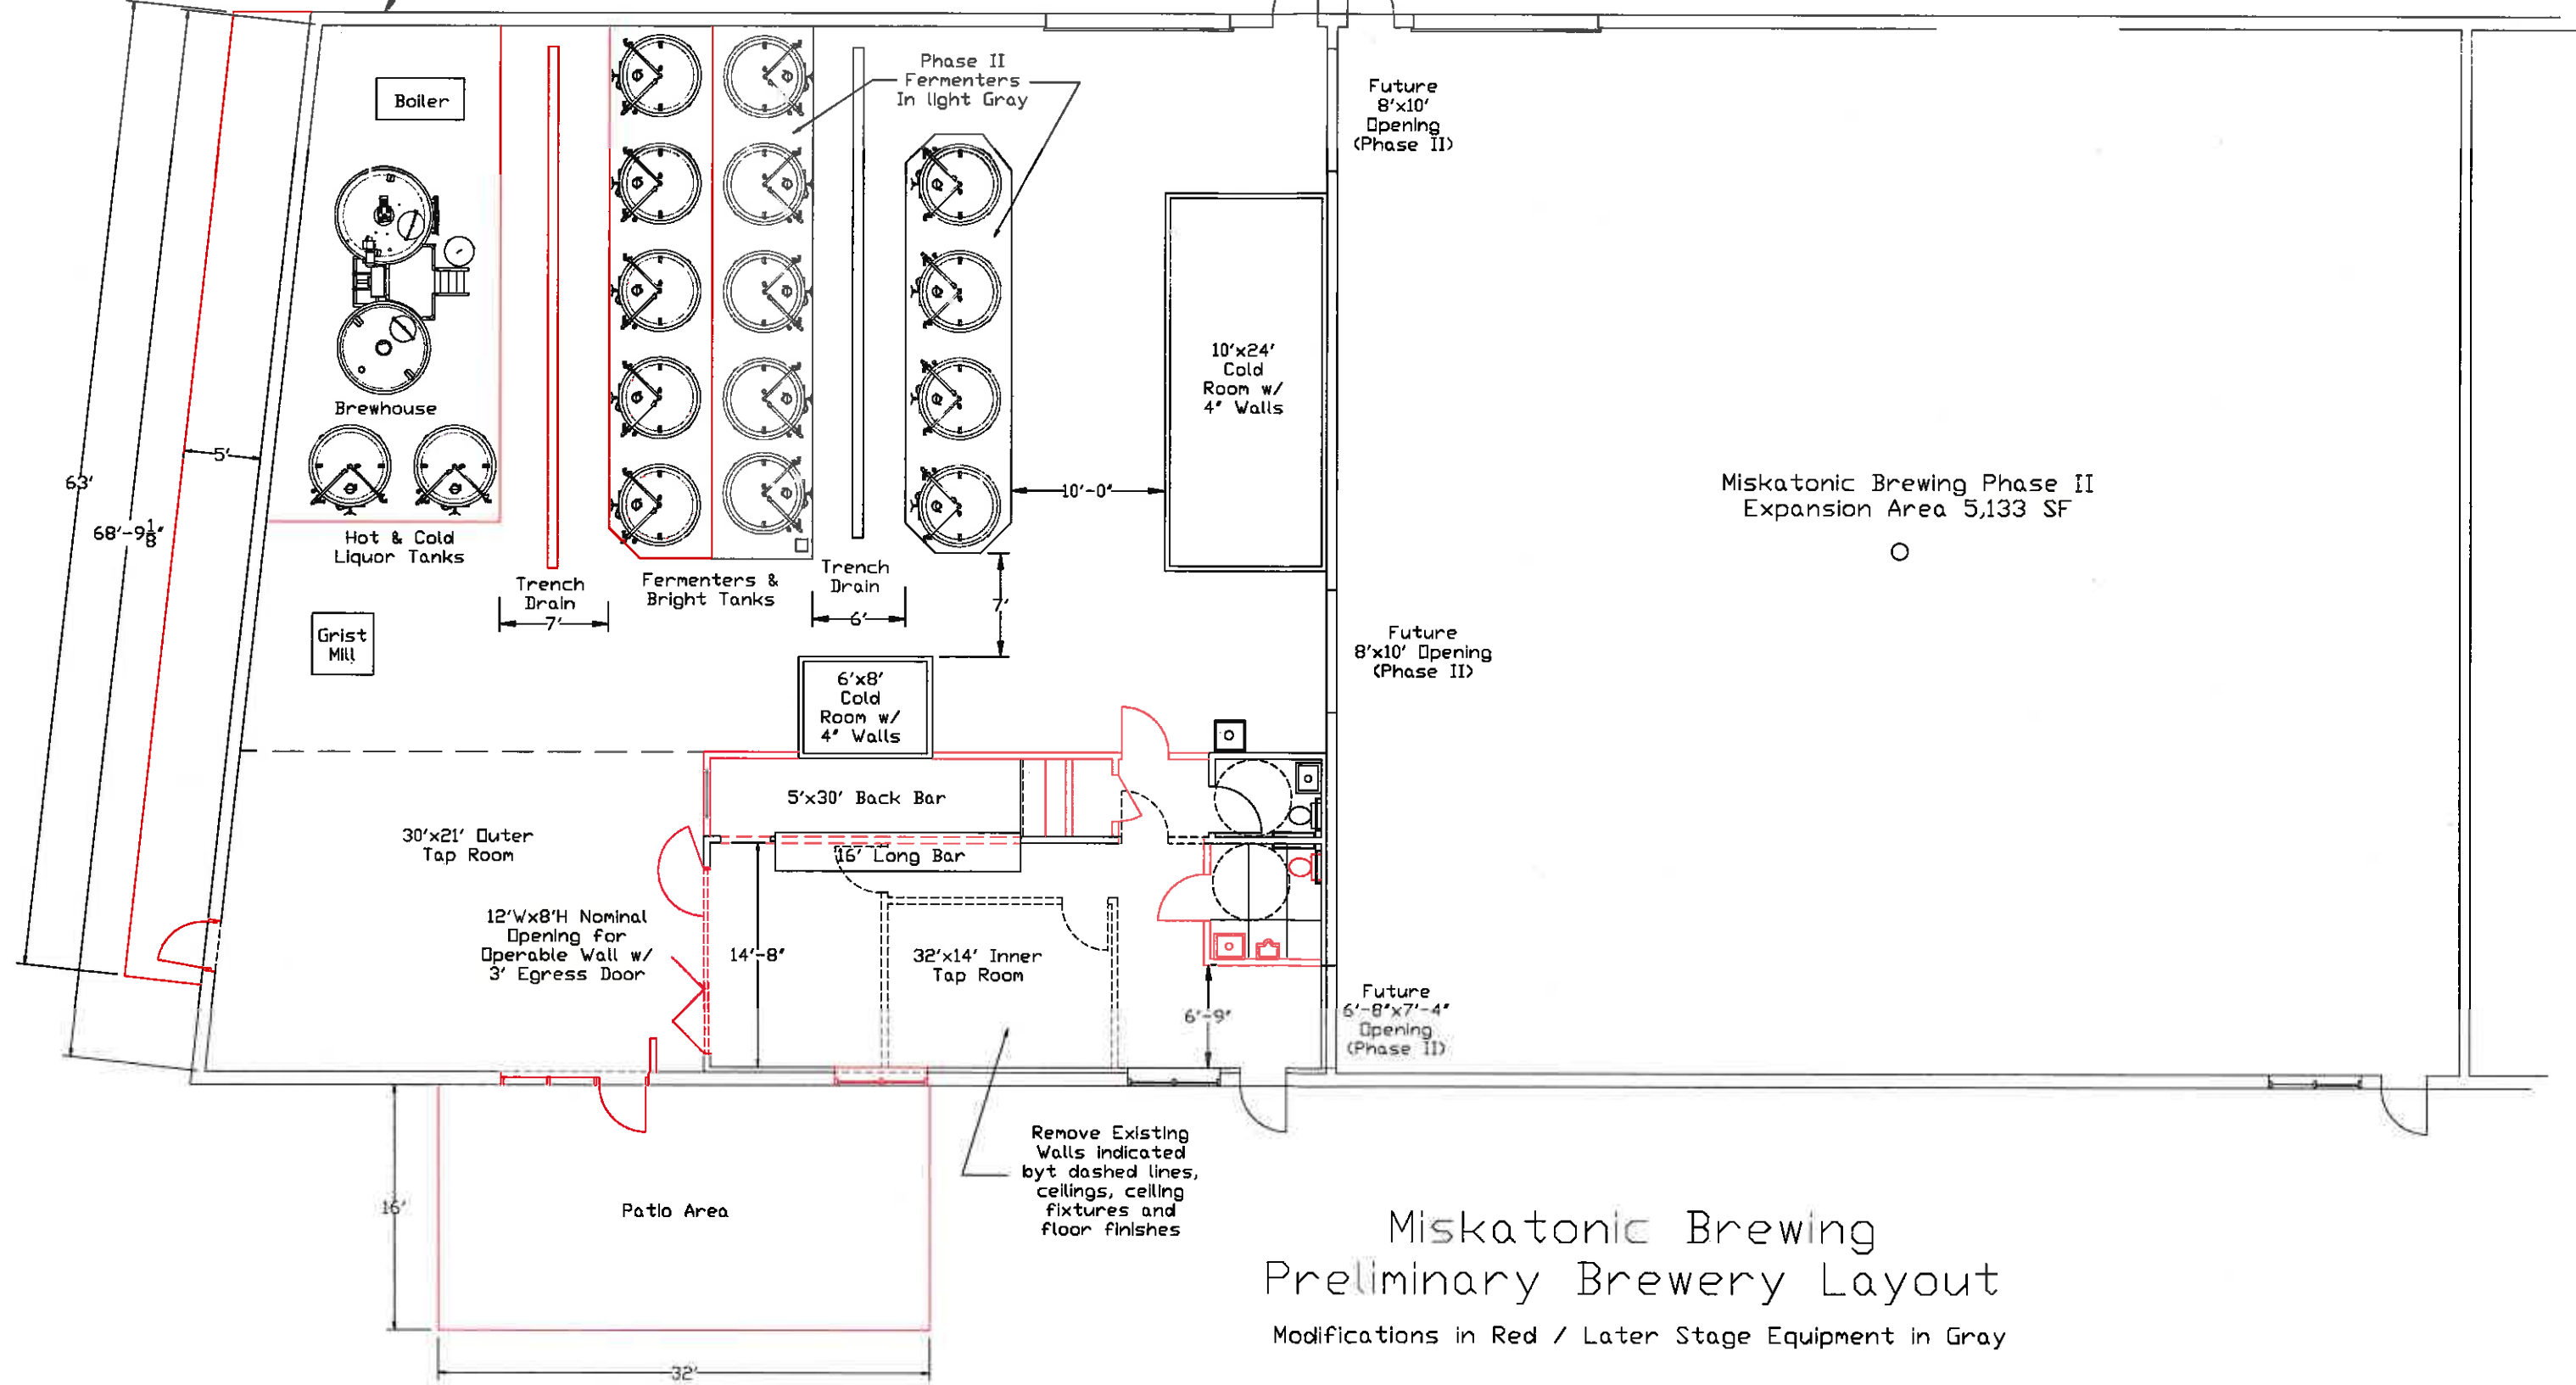 Phase II
Fermenters
In light Gray
Boiler
Future
8'x10'
Opening
(Phase II)
Brewhouse
10'x24'
Cold
Room w/
4" Walls
5'
63'
68'-9⅛"
10'-0"
Miskatonic Brewing Phase II
Expansion Area 5,133 SF
Hot & Cold
Liquor Tanks
Trench
Drain
7'
Fermenters &
Bright Tanks
Trench
Drain
6'
7'
Grist
Mill
Future
8'x10' Opening
(Phase II)
6'x8'
Cold
Room w/
4" Walls
5'x30' Back Bar
30'x21' Outer
Tap Room
16' Long Bar
12'Wx8'H Nominal
Opening for
Operable Wall w/
3' Egress Door
14'-8"
32'x14' Inner
Tap Room
6'-9"
Future
6'-8"x7'-4"
Opening
(Phase II)
Remove Existing
Walls indicated
byt dashed lines,
ceilings, ceiling
fixtures and
floor finishes
16'
Patio Area
32'
Miskatonic Brewing
Preliminary Brewery Layout
Modifications in Red / Later Stage Equipment in Gray